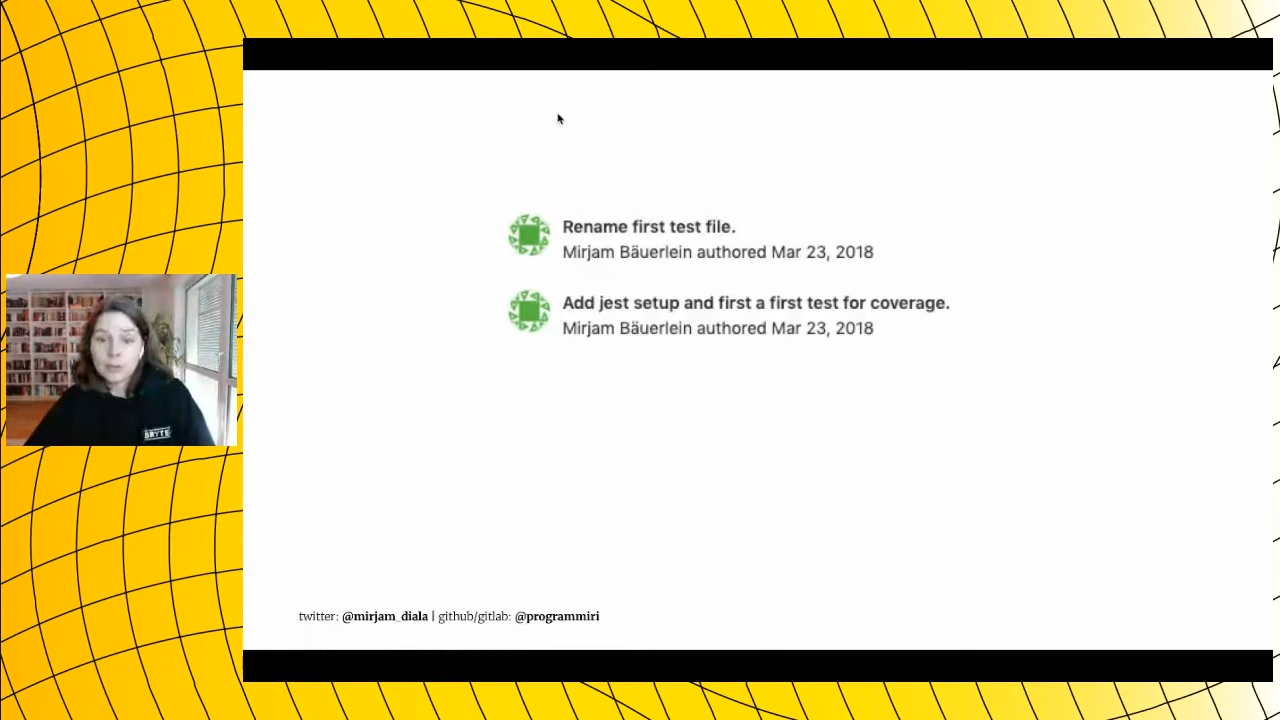 Rename first test file.
Mirjam Bäuerlein authored Mar 23, 2018
Add jest setup and first a first test for coverage.
Mirjam Bäuerlein authored Mar 23, 2018
BRYTE
twitter: @mirjam_diala | github/gitlab: @programmiri